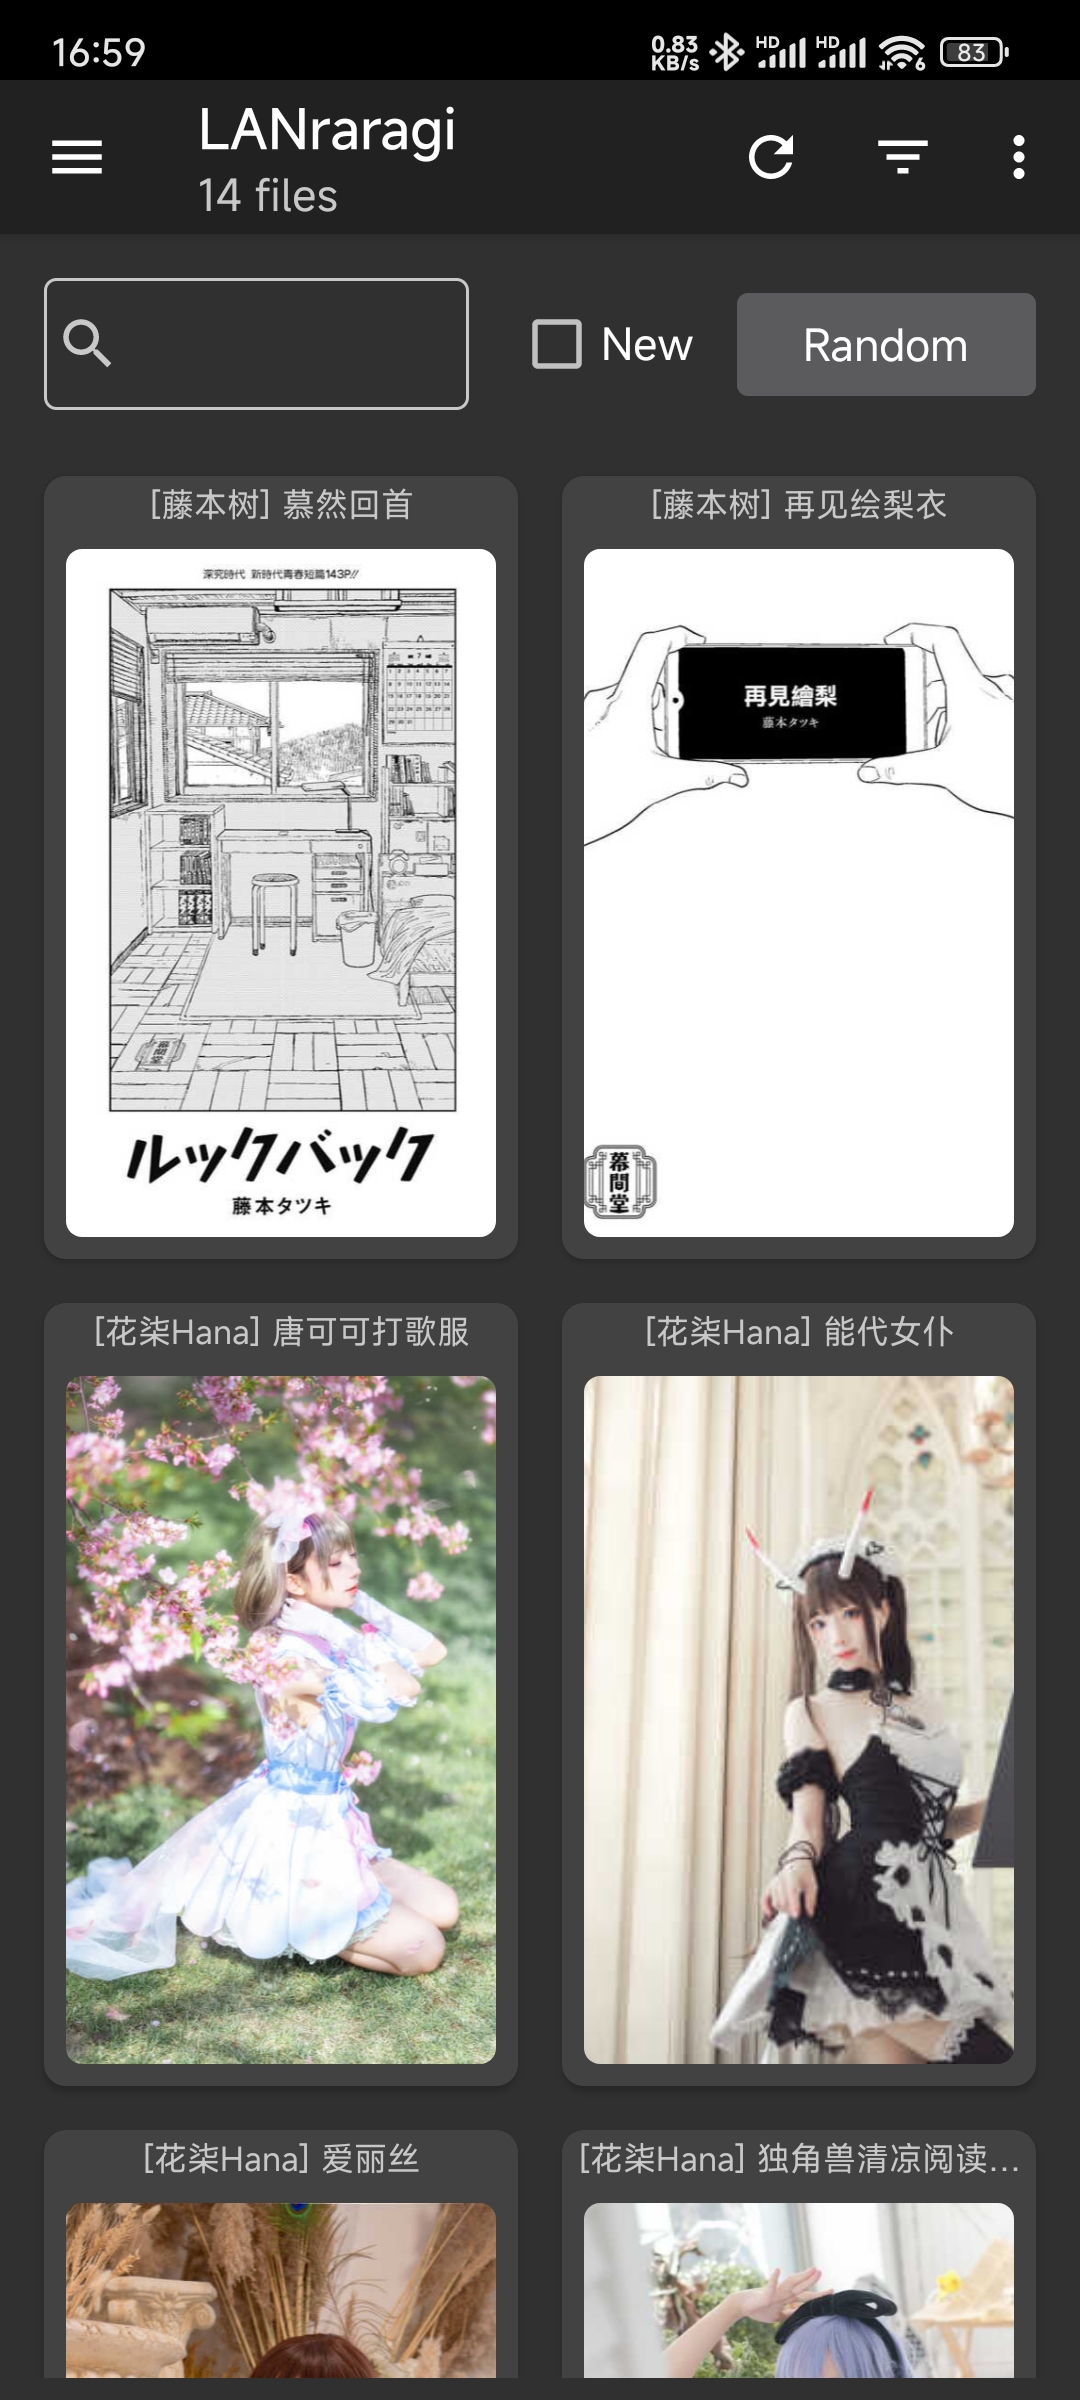 16:59
0.83 KB/s
HD
HD
6
83
LANraragi
14 files
New
Random
[藤本树] 慕然回首
[藤本树] 再见绘梨衣
深究時代 新時代青春短篇143P//
7
ルックバック
藤本タツキ
再見繪梨
藤本タツキ
幕間堂
[花柒Hana] 唐可可打歌服
[花柒Hana] 能代女仆
[花柒Hana] 爱丽丝
[花柒Hana] 独角兽清凉阅读...